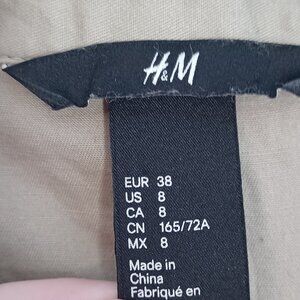 H&M
EUR 38
US 8
CA 8
CN 165/72A
MX 8
Made in
China
Fabriqué en